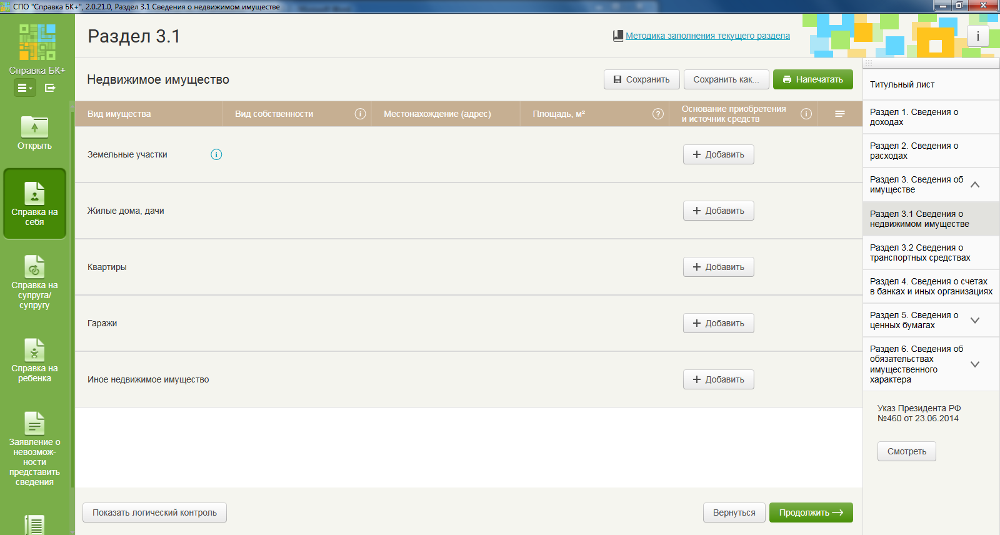 СПО "Справка БК+", 2.0.21.0, Раздел 3.1 Сведения о недвижимом имуществе
Справка БК+
Открыть
Справка на
себя
Справка на
супруга/
супругу
Справка на
ребенка
Заявление о
невозмож-
ности
представить
сведения
Раздел 3.1
Методика заполнения текущего раздела
i
Недвижимое имущество
Сохранить
Сохранить как...
Напечатать
Вид имущества
Вид собственности
i
Местонахождение (адрес)
Площадь, м²
?
Основание приобретения
и источник средств
i
Земельные участки
i
Добавить
Жилые дома, дачи
Добавить
Квартиры
Добавить
Гаражи
Добавить
Иное недвижимое имущество
Добавить
Показать логический контроль
Вернуться
Продолжить
Титульный лист
Раздел 1. Сведения о
доходах
Раздел 2. Сведения о
расходах
Раздел 3. Сведения об
имуществе
Раздел 3.1 Сведения о
недвижимом имуществе
Раздел 3.2 Сведения о
транспортных средствах
Раздел 4. Сведения о счетах
в банках и иных организациях
Раздел 5. Сведения о
ценных бумагах
Раздел 6. Сведения об
обязательствах
имущественного
характера
Указ Президента РФ
№460 от 23.06.2014
Смотреть